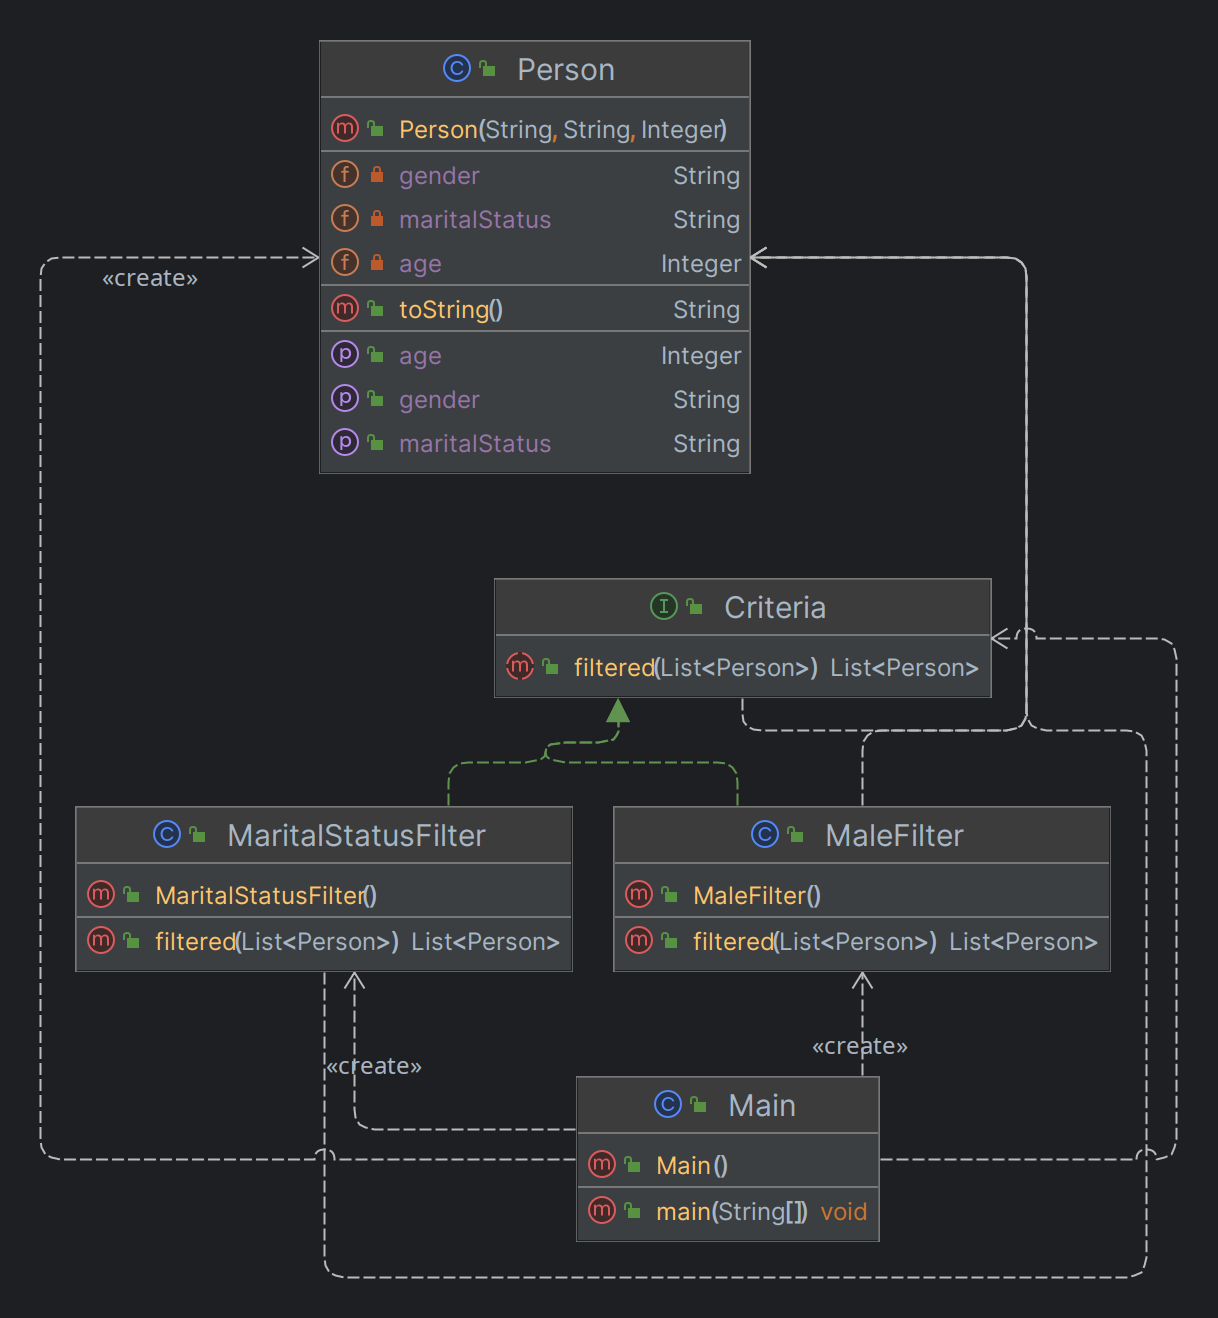 C Person
m Person(String, String, Integer)
f gender String
f maritalStatus String
f age Integer
«create»
m toString() String
p age Integer
p gender String
p maritalStatus String
I Criteria
m filtered(List<Person>) List<Person>
C MaritalStatusFilter
m MaritalStatusFilter()
m filtered(List<Person>) List<Person>
C MaleFilter
m MaleFilter()
m filtered(List<Person>) List<Person>
«create»
«create»
C Main
m Main()
m main(String[]) void